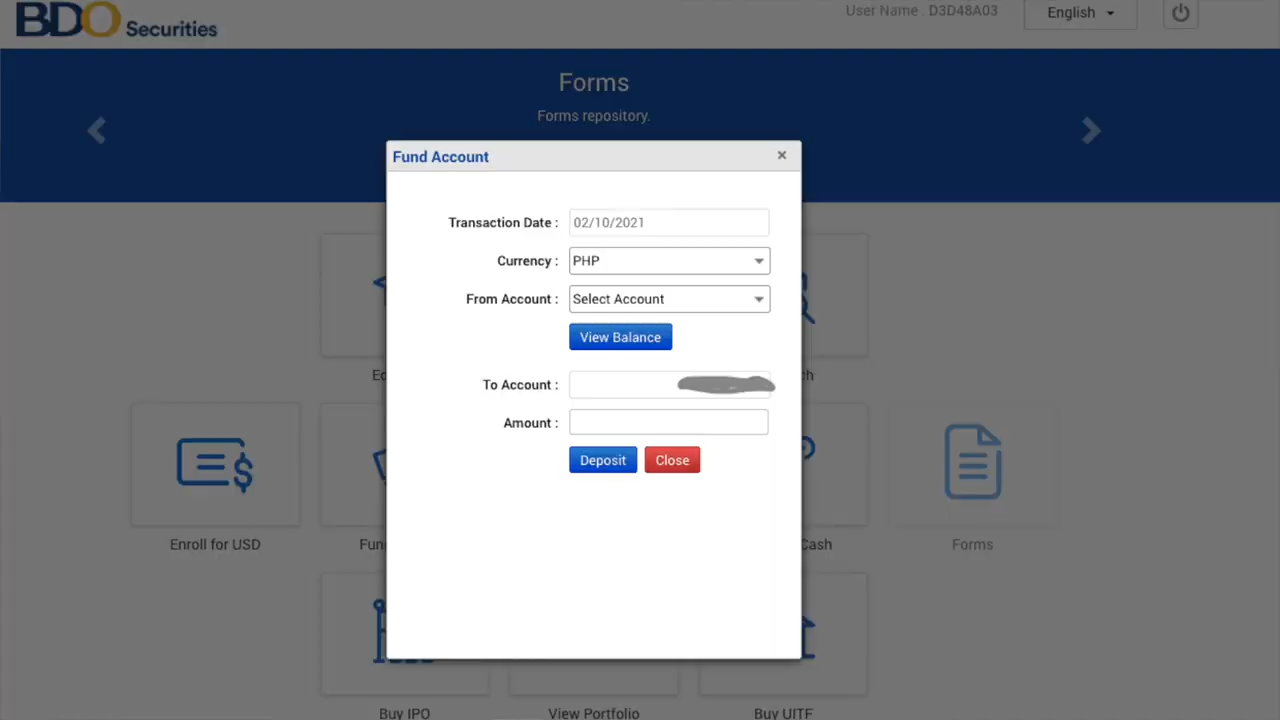 BDO Securities
User Name . D3D48A03
English
Forms
Forms repository.
Fund Account
×
Transaction Date :
02/10/2021
Currency :
PHP
From Account :
Select Account
View Balance
To Account :
Amount :
Deposit
Close
Enroll for USD
Cash
Forms
Buy IPO
View Portfolio
Buy UITF